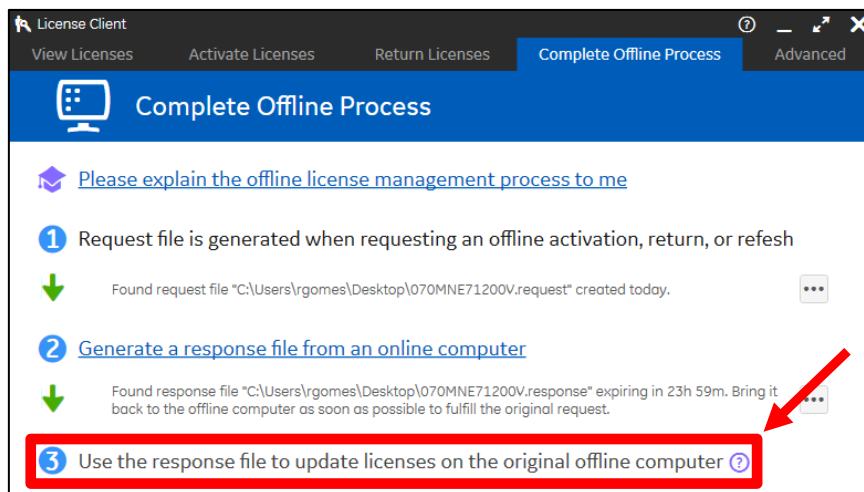 License Client
View Licenses Activate Licenses Return Licenses Complete Offline Process Advanced
Complete Offline Process
Please explain the offline license management process to me
1 Request file is generated when requesting an offline activation, return, or refesh
Found request file "C:\Users\rgomes\Desktop\070MNE71200V.request" created today.
2 Generate a response file from an online computer
Found response file "C:\Users\rgomes\Desktop\070MNE71200V.response" expiring in 23h 59m. Bring it
back to the offline computer as soon as possible to fulfill the original request.
3 Use the response file to update licenses on the original offline computer